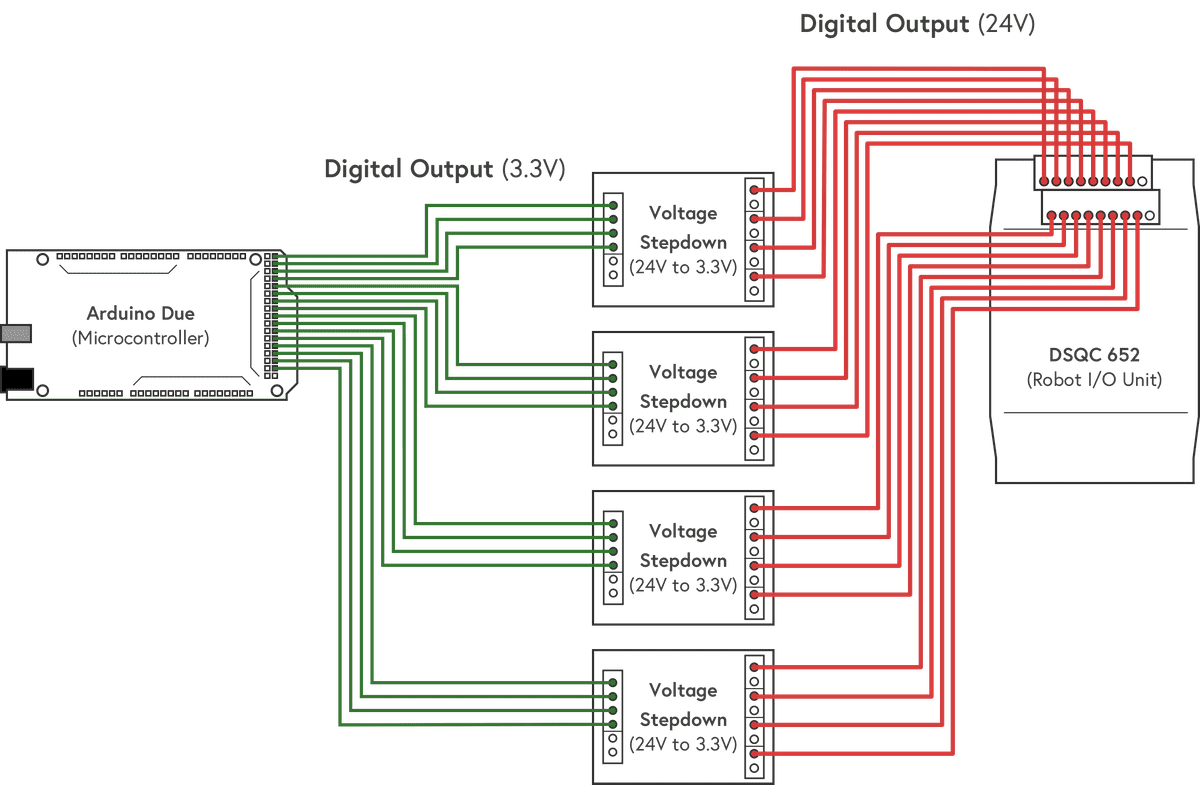 Digital Output (24V)
Digital Output (3.3V)
Voltage
Stepdown
(24V to 3.3V)
Arduino Due
(Microcontroller)
DSQC 652
(Robot I/O Unit)
Voltage
Stepdown
(24V to 3.3V)
Voltage
Stepdown
(24V to 3.3V)
Voltage
Stepdown
(24V to 3.3V)